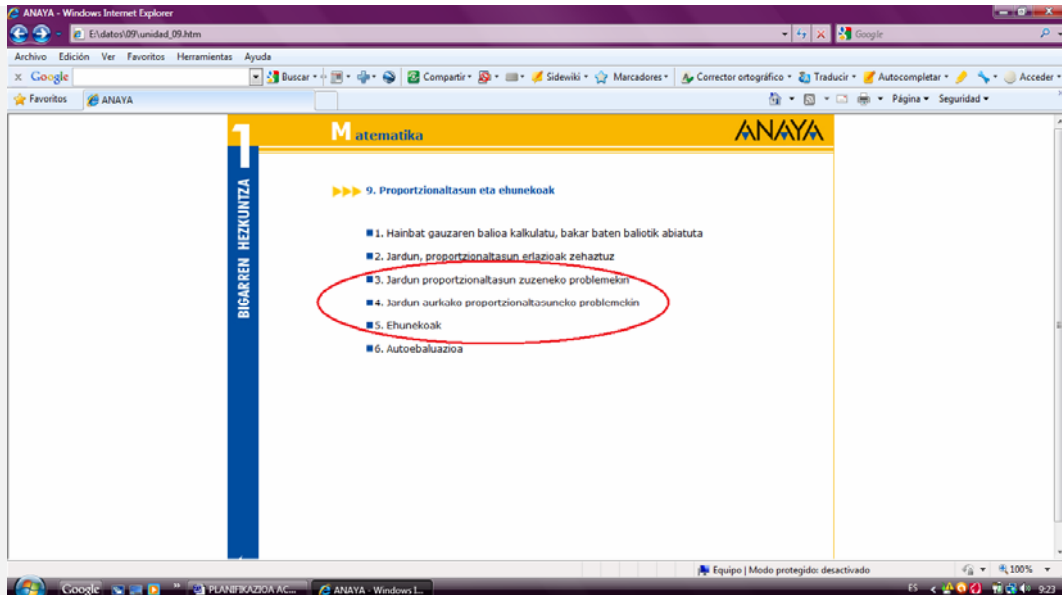 ANAYA - Windows Internet Explorer
E:\datos\09\unidad_09.htm
Google
Archivo Edición Ver Favoritos Herramientas Ayuda
x Google Buscar Compartir Sidewiki Marcadores Corrector ortográfico Traducir Autocompletar Acceder
Favoritos ANAYA Página Seguridad
1 Matematika ANAYA
BIGARREN HEZKUNTZA
9. Proportzionaltasun eta ehunekoak
1. Hainbat gauzaren balioa kalkulatu, bakar baten baliotik abiatuta
2. Jardun, proportzionaltasun erlazioak zehaztuz
3. Jardun proportzionaltasun zuzeneko problemekin
4. Jardun aurkako proportzionaltasuneko problemekin
5. Ehunekoak
6. Autoebaluazioa
Equipo | Modo protegido: desactivado 100%
Google PLANIFIKAZIOA AC... ANAYA - Windows I... ES 9:23